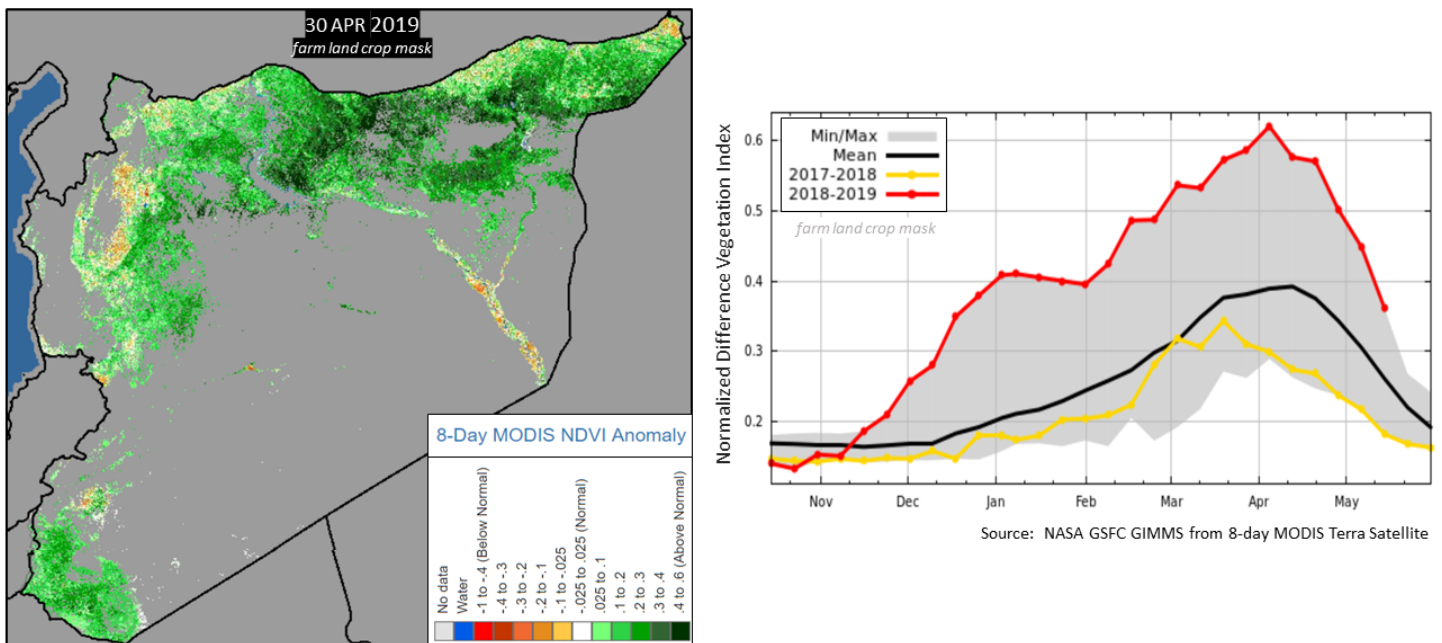 30 APR 2019
farm land crop mask
8-Day MODIS NDVI Anomaly
No data
Water
-1 to -.4 (Below Normal)
-.4 to -.3
-.3 to -.2
-.2 to -.1
-.1 to -.025
-.025 to .025 (Normal)
.025 to .1
.1 to .2
.2 to .3
.3 to .4
.4 to .6 (Above Normal)
Normalized Difference Vegetation Index
0.6
0.5
0.4
0.3
0.2
Min/Max
Mean
2017-2018
2018-2019
farm land crop mask
Nov Dec Jan Feb Mar Apr May
Source: NASA GSFC GIMMS from 8-day MODIS Terra Satellite